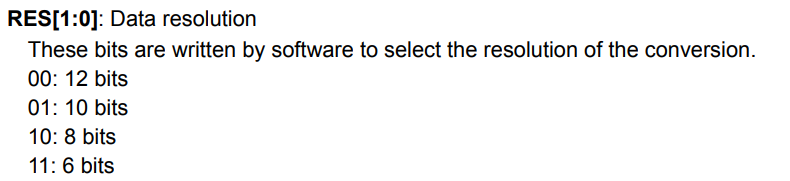 RES[1:0]: Data resolution
These bits are written by software to select the resolution of the conversion.
00: 12 bits
01: 10 bits
10: 8 bits
11: 6 bits